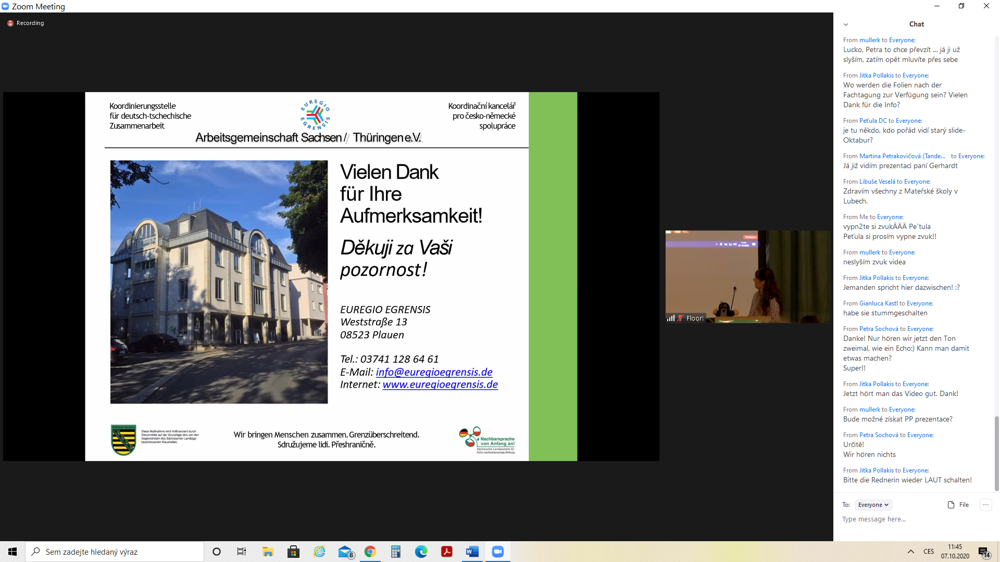 Zoom Meeting
Recording
Koordinierungsstelle
für deutsch-tschechische
Zusammenarbeit
EUREGIO
EGRENSIS
Koordinační kancelář
pro česko-německé
spolupráce
Arbeitsgemeinschaft Sachsen / Thüringen e.V.
Vielen Dank
für Ihre
Aufmerksamkeit!
Děkuji za Vaši
pozornost!
EUREGIO EGRENSIS
Weststraße 13
08523 Plauen
Tel.: 03741 128 64 61
E-Mail: info@euregioegrensis.de
Internet: www.euregioegrensis.de
Freistaat Sachsen
Diese Maßnahme wird mitfinanziert durch
Steuermittel auf der Grundlage des von den
Abgeordneten des Sächsischen Landtags
beschlossenen Haushaltes.
Wir bringen Menschen zusammen. Grenzüberschreitend.
Sdružujeme lidi. Přeshraničně.
Nachbarsprache
von Anfang an!
Sächsische Landesstelle für
frühe nachbarsprachige Bildung
Floor!
Chat
From mullerk to Everyone:
Lucko, Petra to chce převzít ... já ji už
slyším, zatím opět mluvíte přes sebe
From Jitka Pollakis to Everyone:
Wo werden die Folien nach der
Fachtagung zur Verfügung sein? Vielen
Dank für die Info?
From Peťula DC to Everyone:
je tu někdo, kdo pořád vidí starý slide-
Oktabur?
From Martina Petrakovičová (Tande... to Everyone:
Já již vidím prezentaci paní Gerhardt
From Libuše Veselá to Everyone:
Zdravím všechny z Mateřské školy v
Lubech.
From Me to Everyone:
vypn2te si zvukÄÄÄ Pe`tula
Peťula si prosím vypne zvuk!!
From mullerk to Everyone:
neslyším zvuk videa
From Jitka Pollakis to Everyone:
Jemanden spricht hier dazwischen! :?
From Gianluca Kastl to Everyone:
habe sie stummgeschalten
From Petra Sochová to Everyone:
Danke! Nur hören wir jetzt den Ton
zweimal, wie ein Echo:) Kann man damit
etwas machen?
Super!!
From Jitka Pollakis to Everyone:
Jetzt hört man das Video gut. Dank!
From mullerk to Everyone:
Bude možné získat PP prezentace?
From Petra Sochová to Everyone:
Určitě!
Wir hören nichts
From Jitka Pollakis to Everyone:
Bitte die Rednerin wieder LAUT schalten!
To: Everyone
File
Type message here...
Sem zadejte hledaný výraz
8
CES
11:45
07.10.2020
14